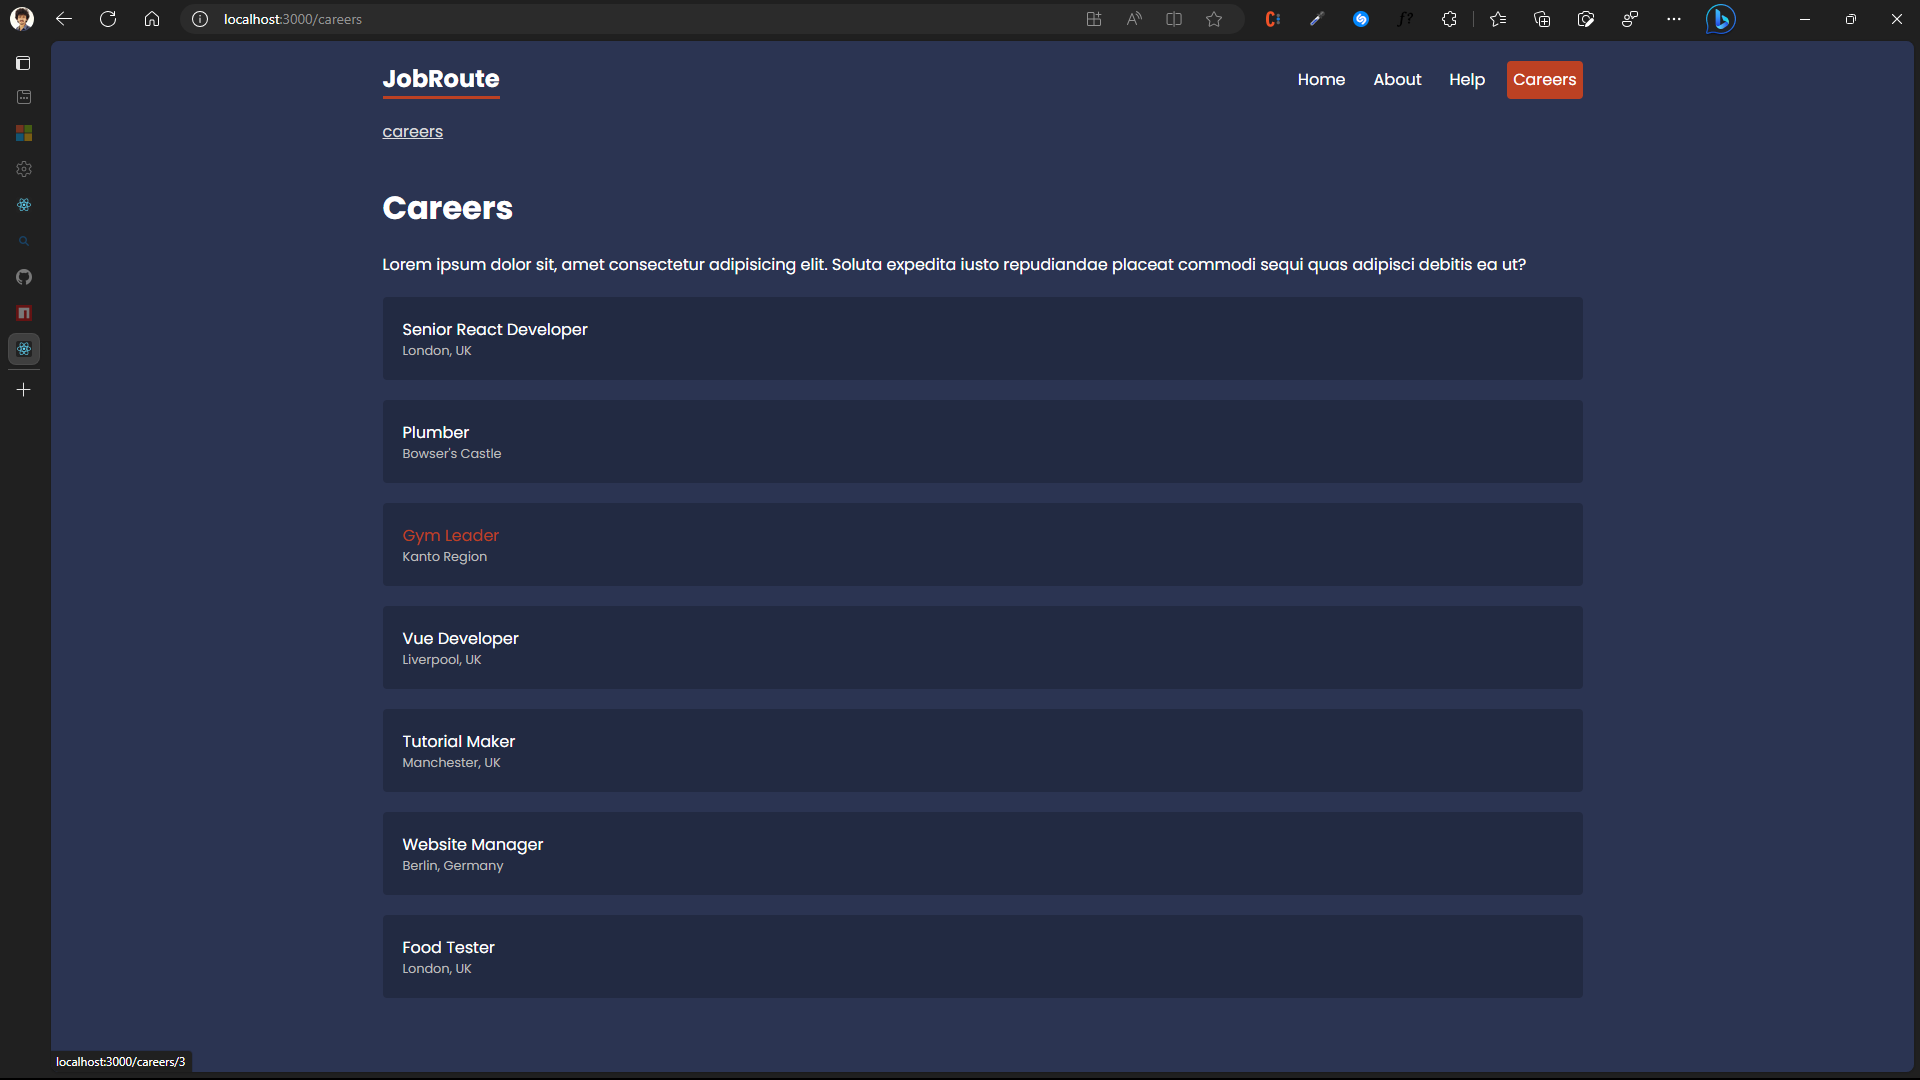 localhost:3000/careers
JobRoute
Home
About
Help
Careers
careers
Careers
Lorem ipsum dolor sit, amet consectetur adipisicing elit. Soluta expedita iusto repudiandae placeat commodi sequi quas adipisci debitis ea ut?
Senior React Developer
London, UK
Plumber
Bowser's Castle
Gym Leader
Kanto Region
Vue Developer
Liverpool, UK
Tutorial Maker
Manchester, UK
Website Manager
Berlin, Germany
Food Tester
London, UK
localhost:3000/careers/3